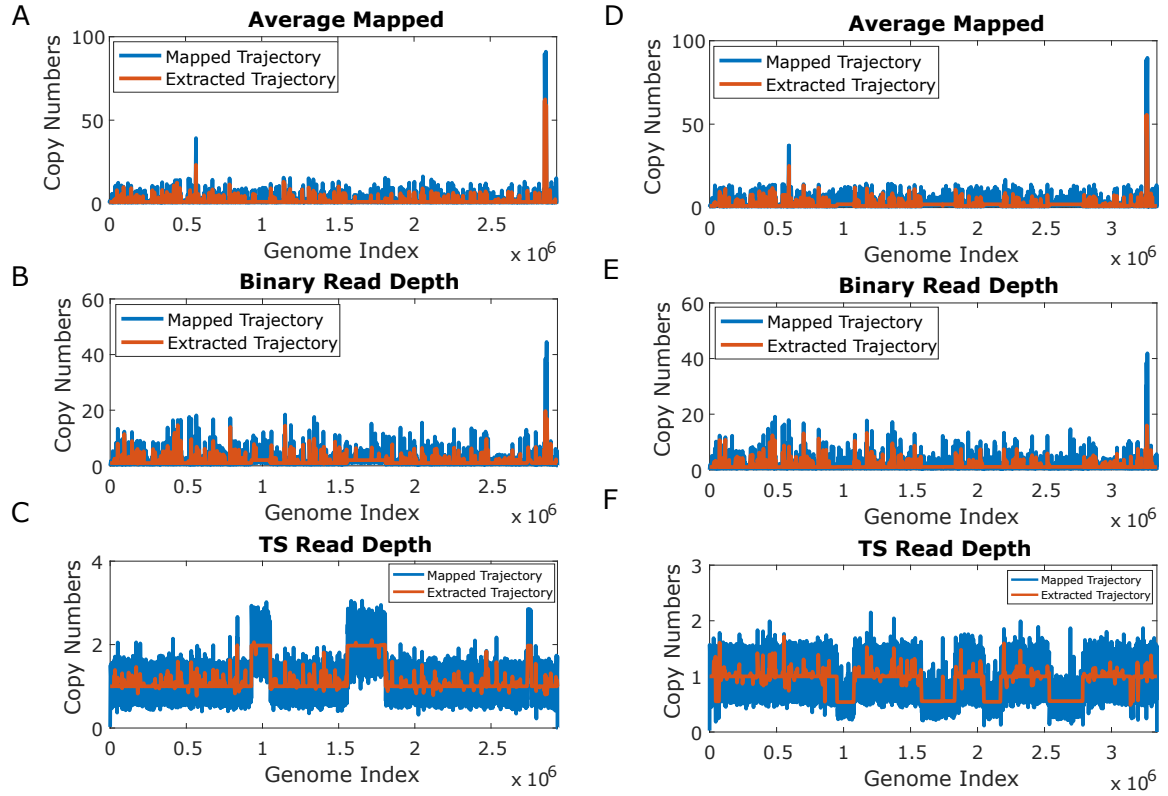 A
Average Mapped
Copy Numbers
100
50
0
Mapped Trajectory
Extracted Trajectory
0 0.5 1 1.5 2 2.5
Genome Index
x 10^6
B
Binary Read Depth
Copy Numbers
60
40
20
0
Mapped Trajectory
Extracted Trajectory
0 0.5 1 1.5 2 2.5
Genome Index
x 10^6
C
TS Read Depth
Copy Numbers
4
2
0
Mapped Trajectory
Extracted Trajectory
0 0.5 1 1.5 2 2.5
Genome Index
x 10^6
D
Average Mapped
Copy Numbers
100
50
0
Mapped Trajectory
Extracted Trajectory
0 0.5 1 1.5 2 2.5 3
Genome Index
x 10^6
E
Binary Read Depth
Copy Numbers
60
40
20
0
Mapped Trajectory
Extracted Trajectory
0 0.5 1 1.5 2 2.5 3
Genome Index
x 10^6
F
TS Read Depth
Copy Numbers
3
2
1
0
Mapped Trajectory
Extracted Trajectory
0 0.5 1 1.5 2 2.5 3
Genome Index
x 10^6